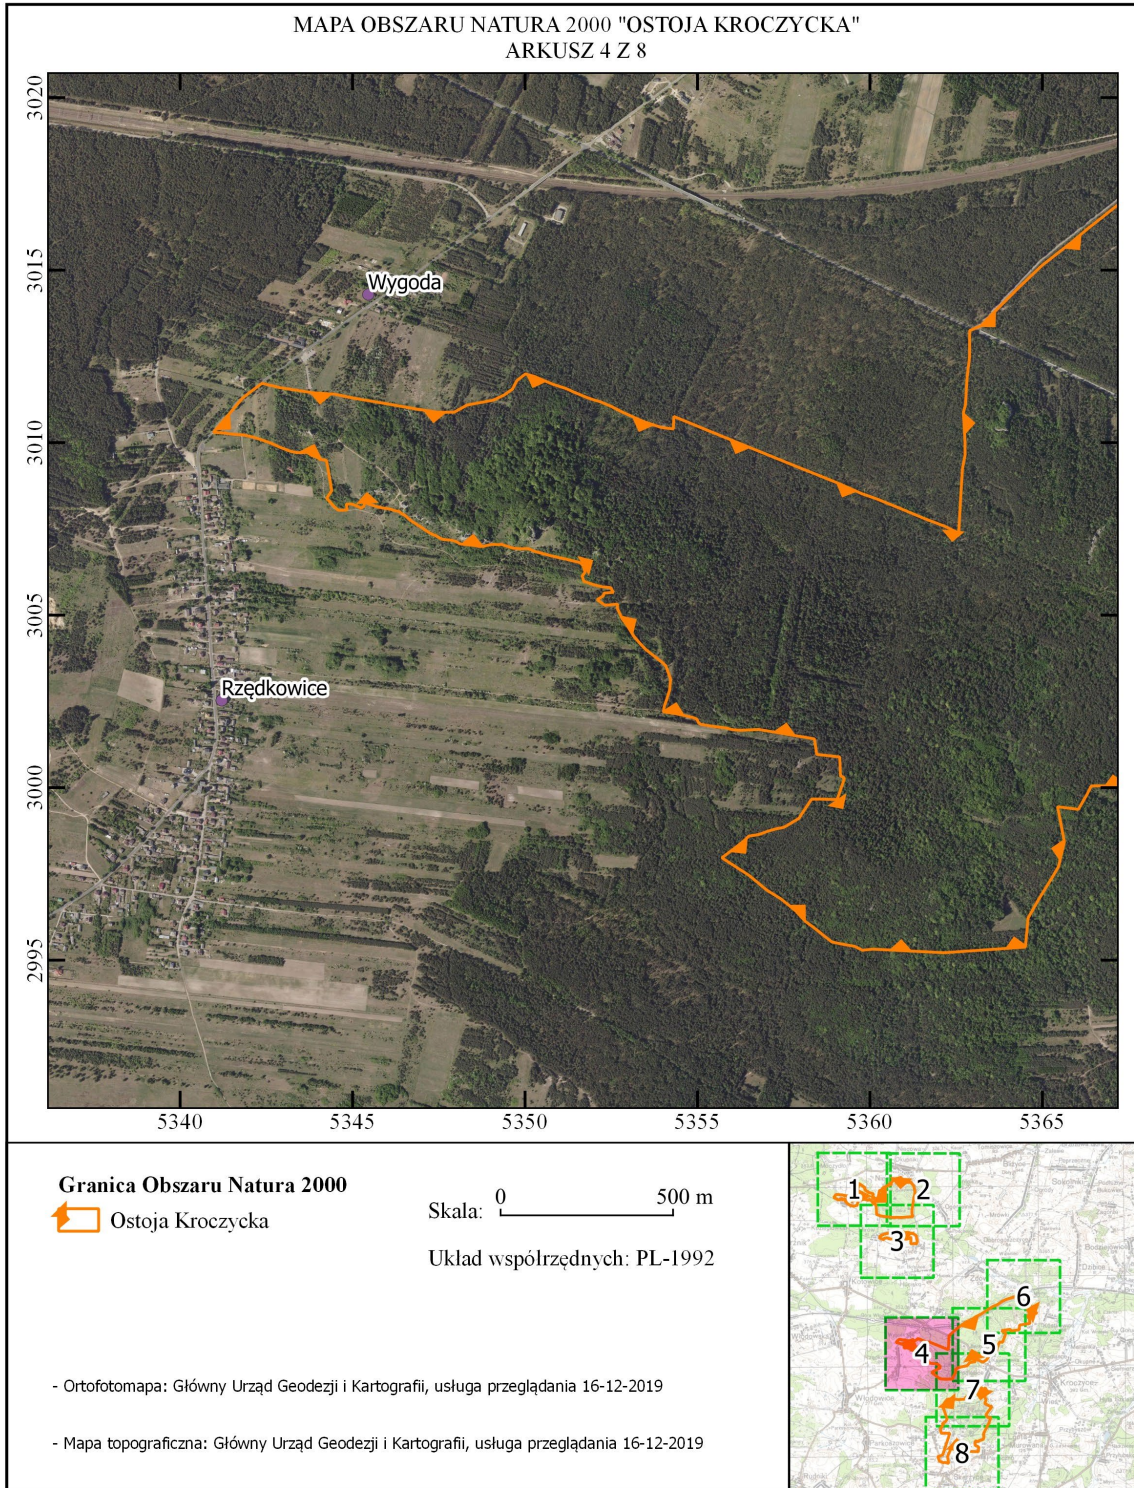 MAPA OBSZARU NATURA 2000 "OSTOJA KROCZYCKA"
ARKUSZ 4 Z 8
3020
3015
3010
3005
3000
2995
Wygoda
Rzędkowice
5340 5345 5350 5355 5360 5365
Granica Obszaru Natura 2000
Ostoja Kroczycka
Skala: 0 500 m
Układ współrzędnych: PL-1992
- Ortofotomapa: Główny Urząd Geodezji i Kartografii, usługa przeglądania 16-12-2019
- Mapa topograficzna: Główny Urząd Geodezji i Kartografii, usługa przeglądania 16-12-2019
1 2
3
6
5
4
7
8